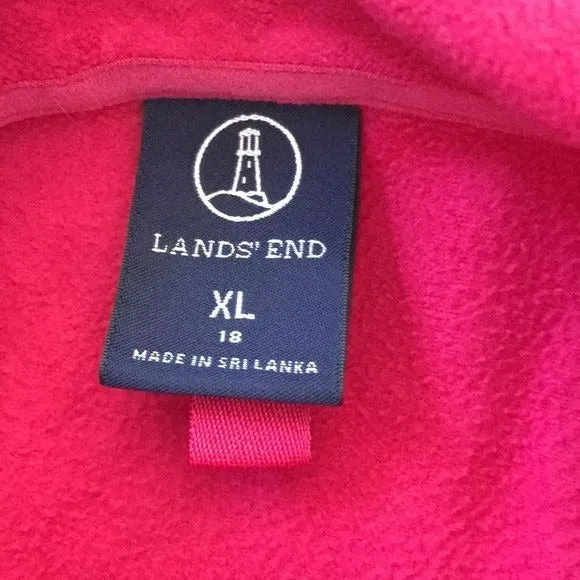 LANDS' END
XL
18
MADE IN SRI LANKA